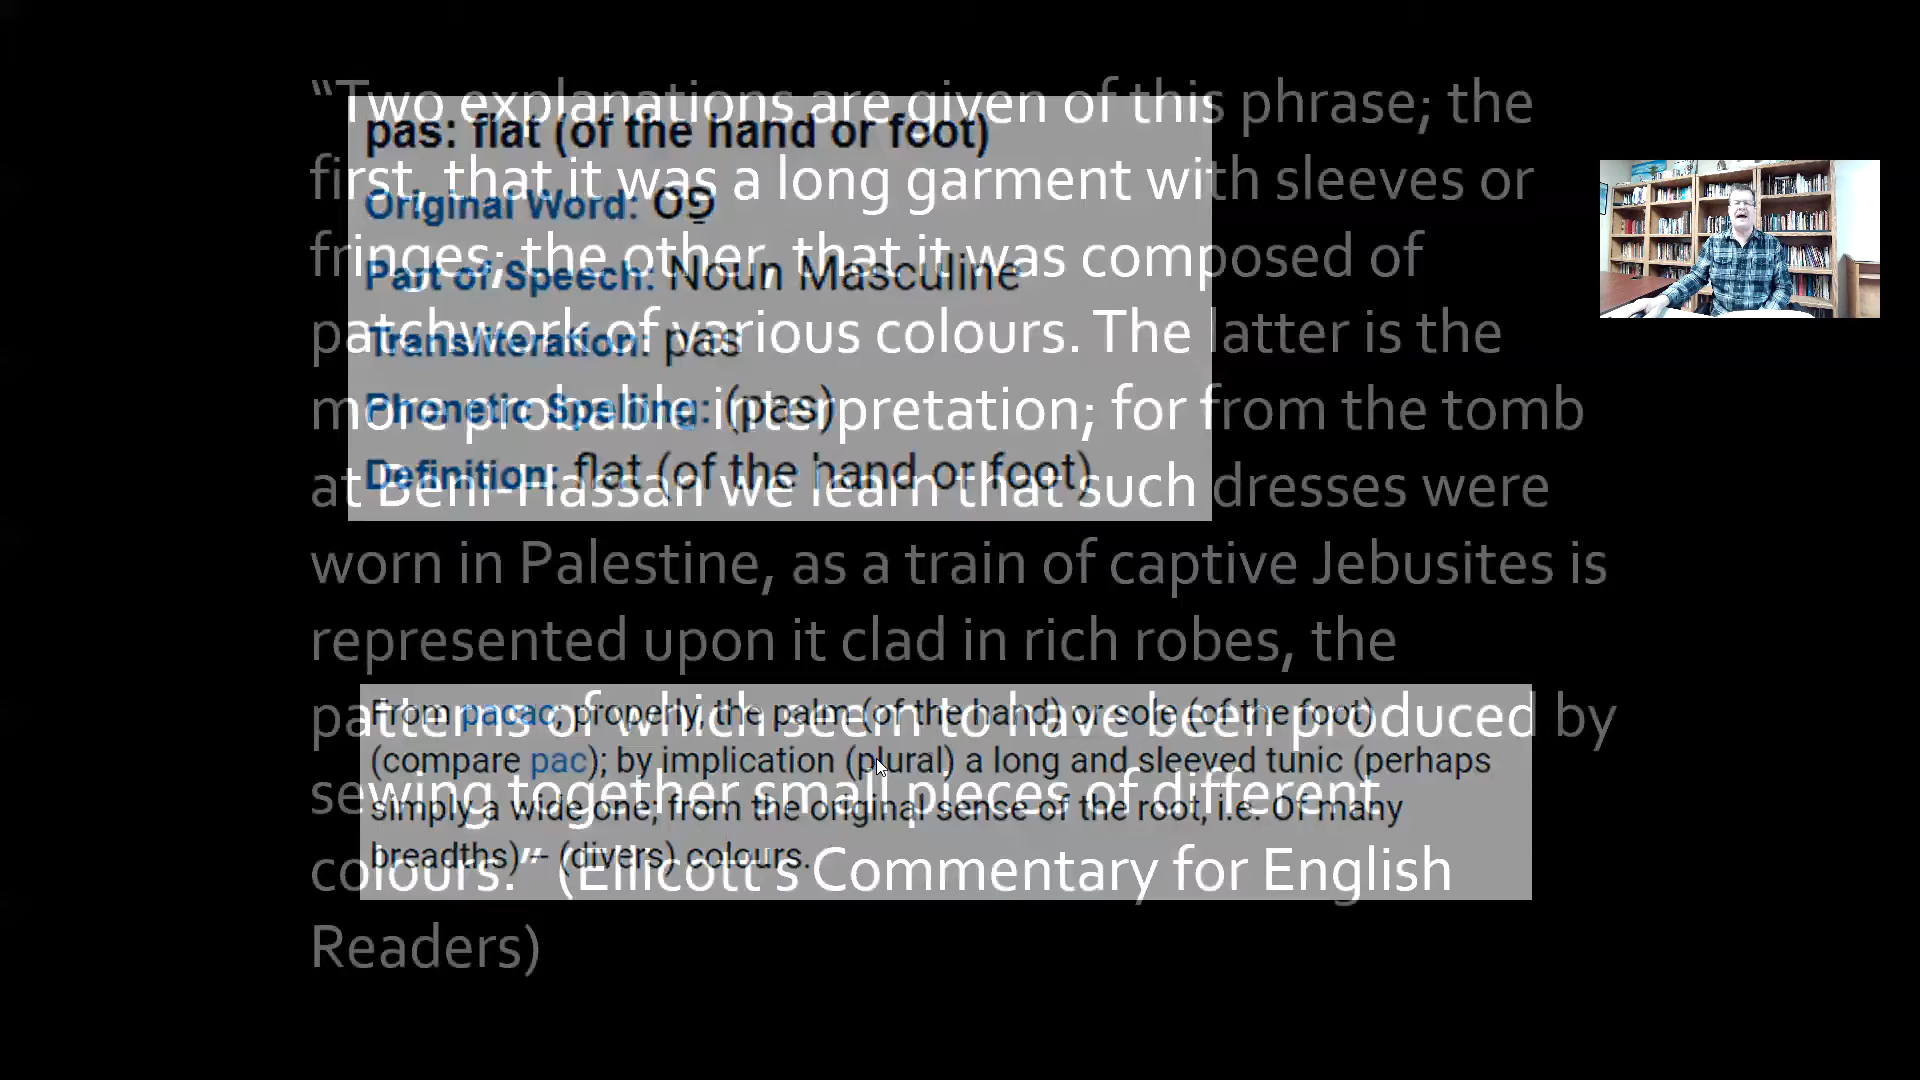 “Two explanations are given of this phrase; the
first, that it was a long garment with sleeves or
fringes; the other, that it was composed of
patchwork of various colours. The latter is the
more probable interpretation; for from the tomb
at Beni-Hassan we learn that such dresses were
worn in Palestine, as a train of captive Jebusites is
represented upon it clad in rich robes, the
patterns of which seem to have been produced by
sewing together small pieces of different
colours.” (Ellicott’s Commentary for English
Readers)
pas: flat (of the hand or foot)
Original Word: פַּס
Part of Speech: Noun Masculine
Transliteration: pas
Phonetic Spelling: (pas)
Definition: flat (of the hand or foot)
From pacac; properly, the palm (of the hand) or sole (of the foot)
(compare pac); by implication (plural) a long and sleeved tunic (perhaps
simply a wide one; from the original sense of the root, i.e. Of many
breadths) -- (divers) colours.